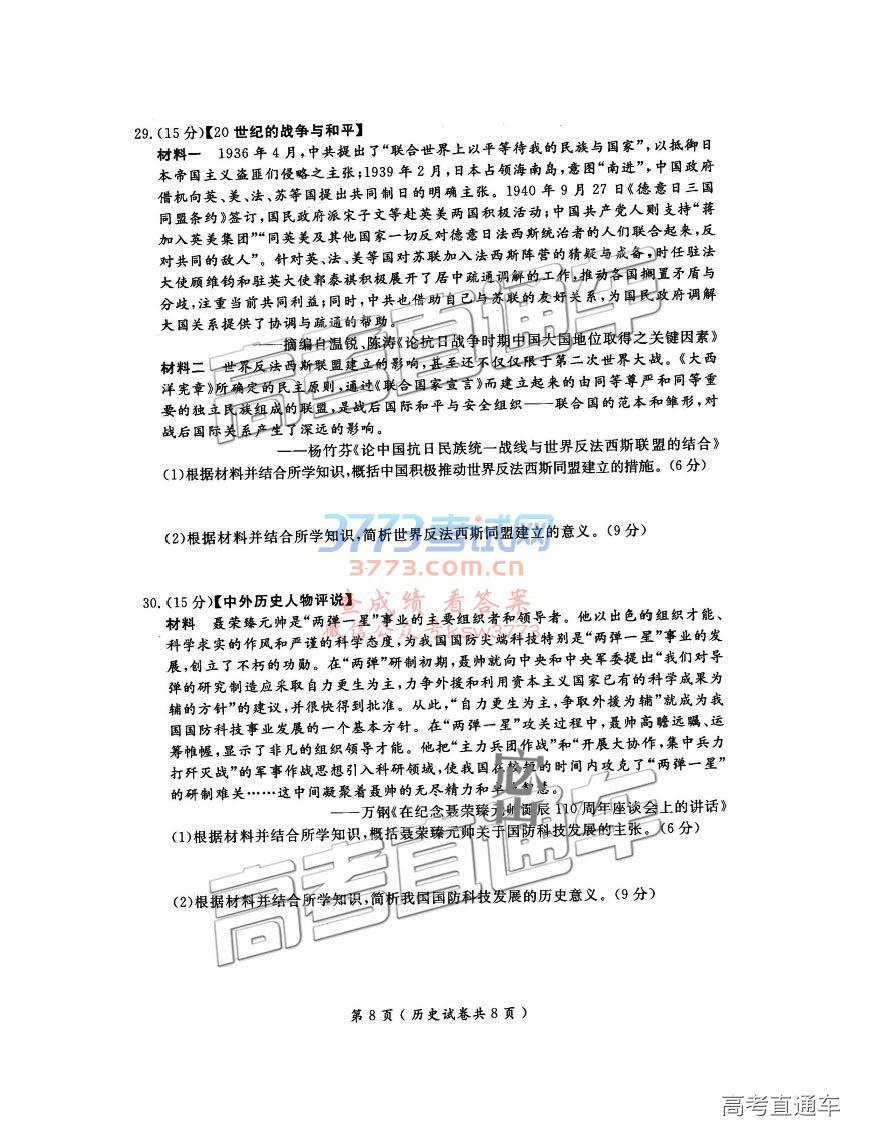 29.(15 分)【20 世纪的战争与和平】
材料一 1936 年 4 月,中共提出了“联合世界上以平等待我的民族与国家”,以抵御日
本帝国主义盗匪们侵略之主张;1939 年 2 月,日本占领海南岛,意图“南进”,中国政府
借机向英、美、法、苏等国提出共同制日的明确主张。1940 年 9 月 27 日《德意日三国
同盟条约》签订,国民政府派宋子文等赴英美两国积极活动;中国共产党人则支持“蒋
加入英美集团”“同英美及其他国家一切反对德意日法西斯统治者的人们联合起来,反
对共同的敌人”。针对英、法、美等国对苏联加入法西斯阵营的猜疑与戒备,时任驻法
大使顾维钧和驻英大使郭泰祺积极展开了居中疏通调解的工作,推动各国搁置矛盾与
分歧,注重当前共同利益;同时,中共也借助自己与苏联的友好关系,为国民政府调解
大国关系提供了协调与疏通的帮助。
——摘编自温锐、陈涛《论抗日战争时期中国大国地位取得之关键因素》
材料二 世界反法西斯联盟建立的影响,甚至还不仅仅限于第二次世界大战。《大西
洋宪章》所确定的民主原则,通过《联合国家宣言》而建立起来的由同等尊严和同等重
要的独立民族组成的联盟,是战后国际和平与安全组织——联合国的范本和雏形,对
战后国际关系产生了深远的影响。
——杨竹芬《论中国抗日民族统一战线与世界反法西斯联盟的结合》
(1)根据材料并结合所学知识,概括中国积极推动世界反法西斯同盟建立的措施。(6 分)
(2)根据材料并结合所学知识,简析世界反法西斯同盟建立的意义。(9 分)
3773考试网
3773.com.cn
查成绩 看答案
微信公众号ksw3773
30.(15 分)【中外历史人物评说】
材料 聂荣臻元帅是“两弹一星”事业的主要组织者和领导者。他以出色的组织才能、
科学求实的作风和严谨的科学态度,为我国国防尖端科技特别是“两弹一星”事业的发
展,创立了不朽的功勋。在“两弹”研制初期,聂帅就向中央和中央军委提出“我们对导
弹的研究制造应采取自力更生为主,力争外援和利用资本主义国家已有的科学成果为
辅的方针”的建议,并很快得到批准。从此,“自力更生为主,争取外援为辅”就成为我
国国防科技事业发展的一个基本方针。在“两弹一星”攻关过程中,聂帅高瞻远瞩、运
筹帷幄,显示了非凡的组织领导才能。他把“主力兵团作战”和“开展大协作,集中兵力
打歼灭战”的军事作战思想引入科研领域,使我国在较短的时间内攻克了“两弹一星”
的研制难关……这中间凝聚着聂帅的无尽精力和卓越智慧。
——万钢《在纪念聂荣臻元帅诞辰 110 周年座谈会上的讲话》
(1)根据材料并结合所学知识,概括聂荣臻元帅关于国防科技发展的主张。(6 分)
(2)根据材料并结合所学知识,简析我国国防科技发展的历史意义。(9 分)
高考直通车
高考直通车
第 8 页 ( 历史试卷共 8 页 )
高考直通车